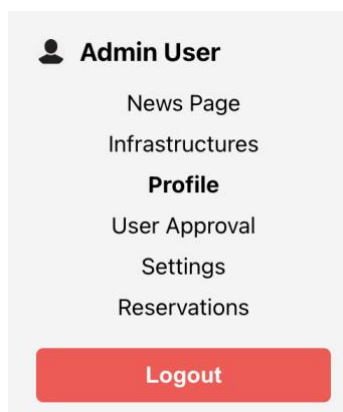 Admin User
News Page
Infrastructures
Profile
User Approval
Settings
Reservations
Logout